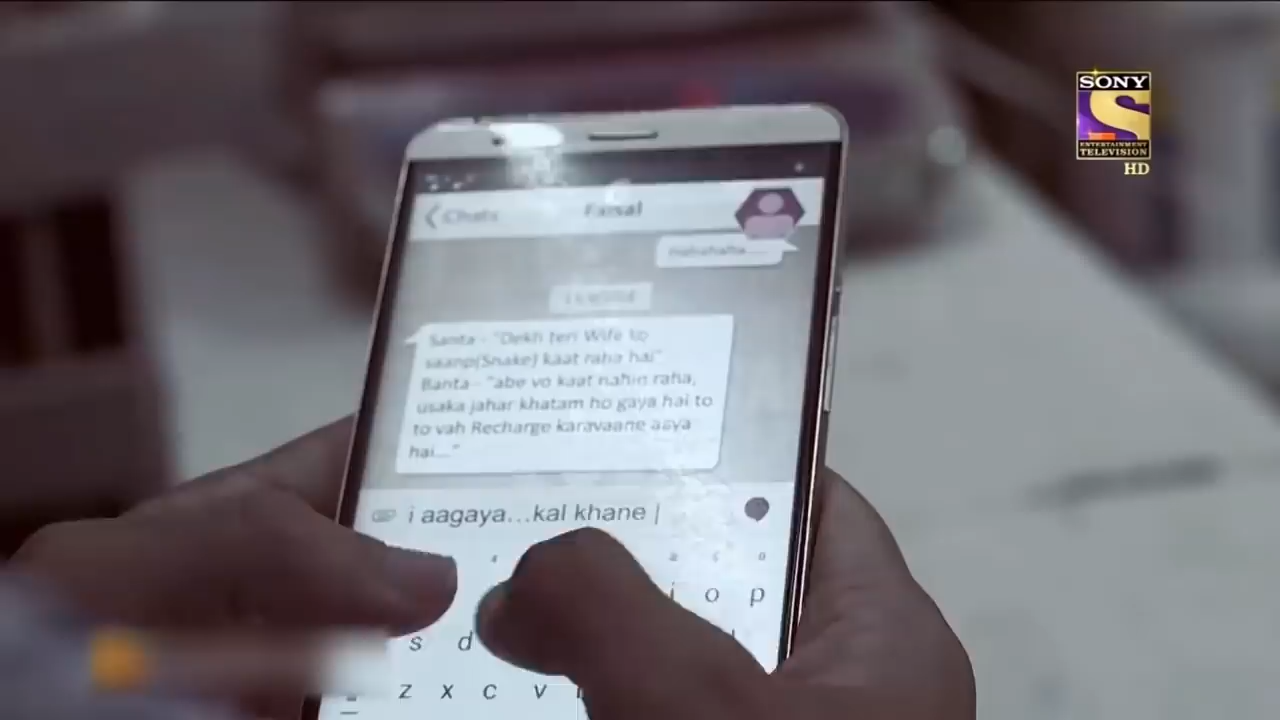 SONY
ENTERTAINMENT
TELEVISION
HD
Chats
Faisal
Hahahaha....
Santa - "Dekh teri Wife ko
saanp(Snake) kaat raha hai"
Banta - "abe vo kaat nahin raha,
usaka jahar khatam ho gaya hai to
to vah Recharge karavaane aaya
hai..."
i aagaya...kal khane
i o p
s d
z x c v